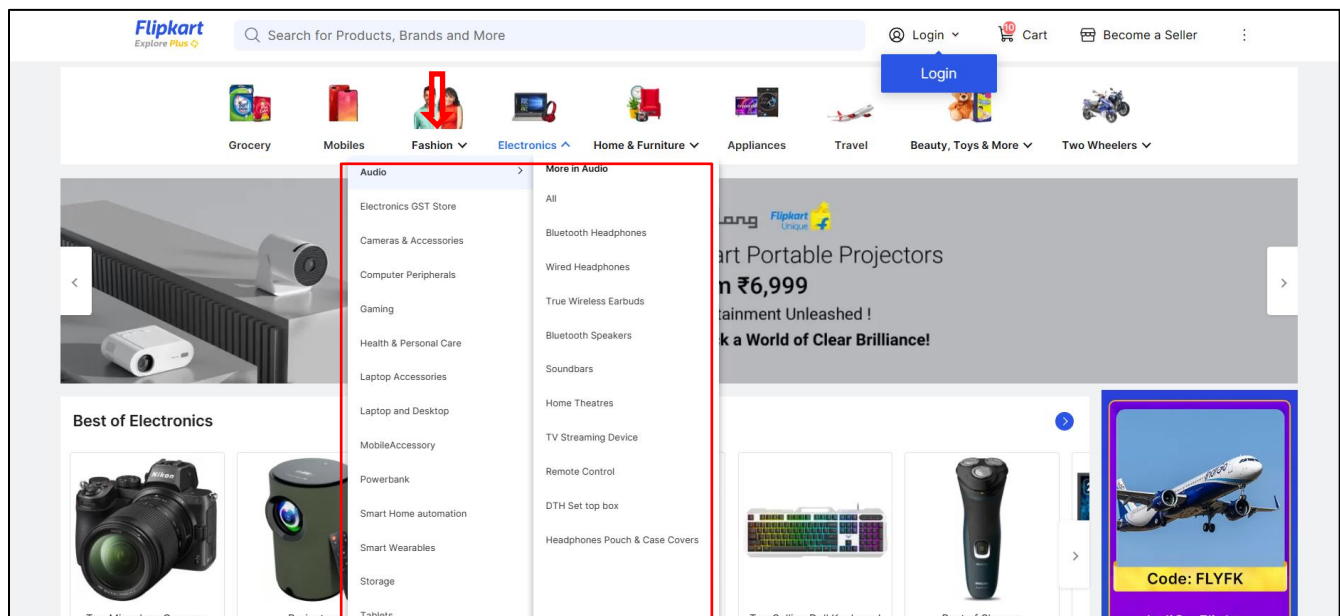 Flipkart
Explore Plus
Search for Products, Brands and More
Login
10
Cart
Become a Seller
Login
Grocery
Mobiles
Fashion
Electronics
Home & Furniture
Appliances
Travel
Beauty, Toys & More
Two Wheelers
Audio
Electronics GST Store
Cameras & Accessories
Computer Peripherals
Gaming
Health & Personal Care
Laptop Accessories
Laptop and Desktop
MobileAccessory
Powerbank
Smart Home automation
Smart Wearables
Storage
Tablets
More in Audio
All
Bluetooth Headphones
Wired Headphones
True Wireless Earbuds
Bluetooth Speakers
Soundbars
Home Theatres
TV Streaming Device
Remote Control
DTH Set top box
Headphones Pouch & Case Covers
Flipkart
Unique
Portable Projectors
₹6,999
Unleashed !
a World of Clear Brilliance!
Best of Electronics
Nikon
IndiGo
Code: FLYFK